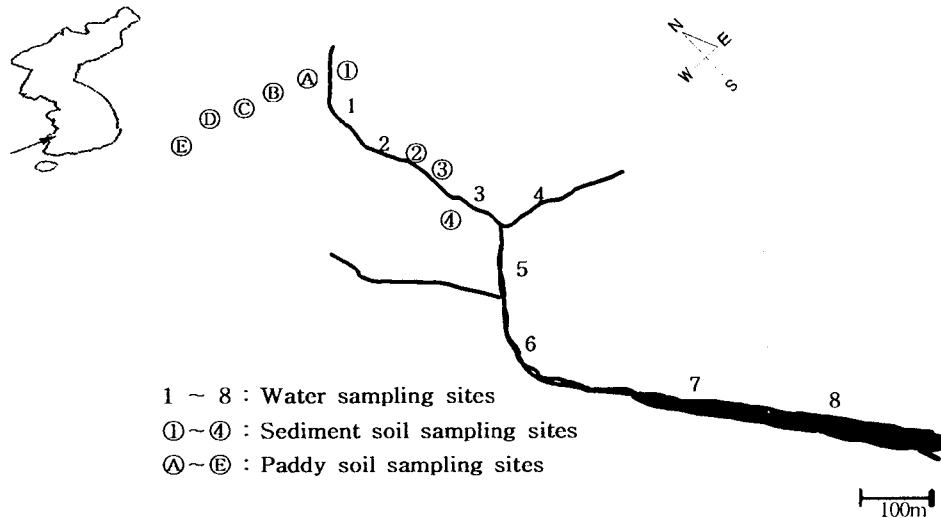 N
E
W
S
①
Ⓐ
Ⓑ
Ⓒ
Ⓓ
Ⓔ
1
2
②
③
3
④
4
5
6
7
8
1 ~ 8 : Water sampling sites
①~④ : Sediment soil sampling sites
Ⓐ~Ⓔ : Paddy soil sampling sites
100m